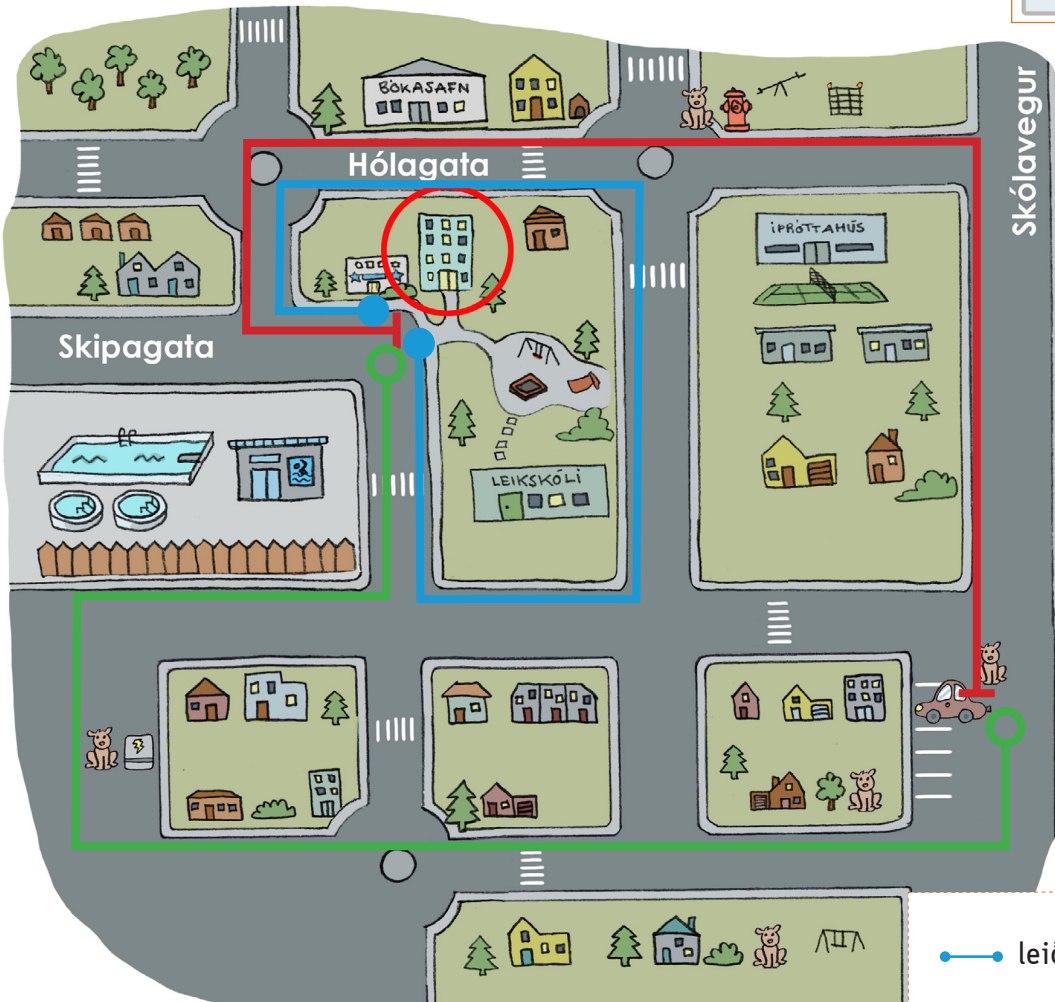 BÓKASAFN
Skólavegur
Hólagata
ÍÞRÓTTAHÚS
Skipagata
LEIKSKÓLI